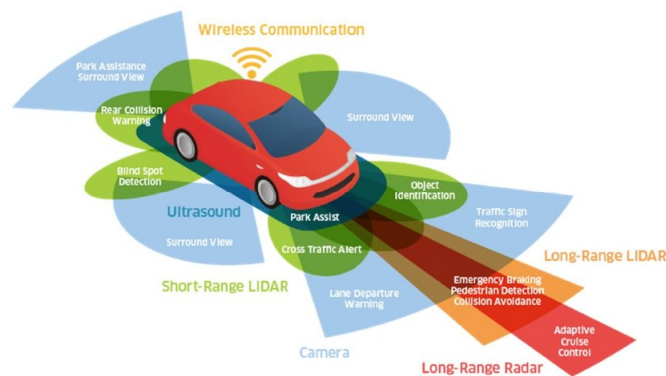 Wireless Communication
Park Assistance
Surround View
Rear Collision
Warning
Surround View
Blind Spot
Detection
Object
Identification
Ultrasound
Park Assist
Traffic Sign
Recognition
Surround View
Cross Traffic Alert
Long-Range LIDAR
Short-Range LIDAR
Emergency Braking
Pedestrian Detection
Collision Avoidance
Lane Departure
Warning
Adaptive
Cruise
Control
Camera
Long-Range Radar